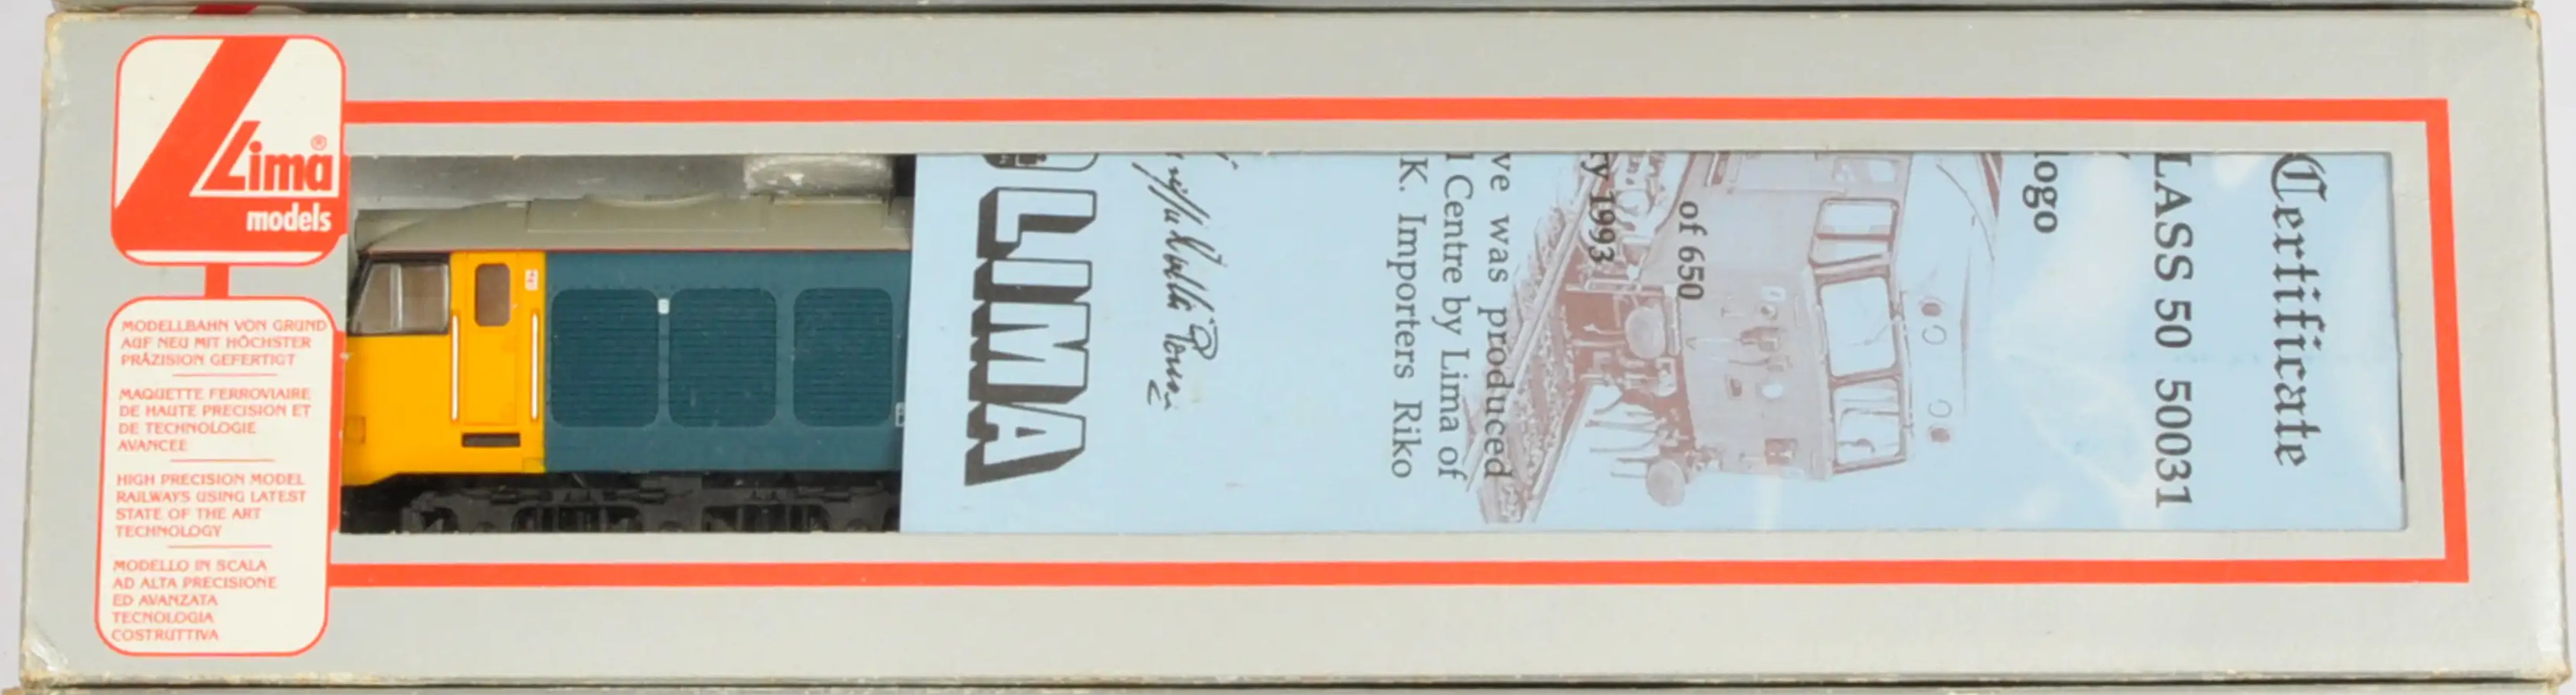 Lima®
models
MODELLBAHN VON GRUND
AUF NEU MIT HÖCHSTER
PRÄZISION GEFERTIGT
MAQUETTE FERROVIAIRE
DE HAUTE PRECISION ET
DE TECHNOLOGIE
AVANCEE
HIGH PRECISION MODEL
RAILWAYS USING LATEST
STATE OF THE ART
TECHNOLOGY
MODELLO IN SCALA
AD ALTA PRECISIONE
ED AVANZATA
TECNOLOGIA
COSTRUTTIVA
Certificate
LASS 50 50031
logo
of 650
ry 1993
ve was produced
l Centre by Lima of
K. Importers Riko
LIMA